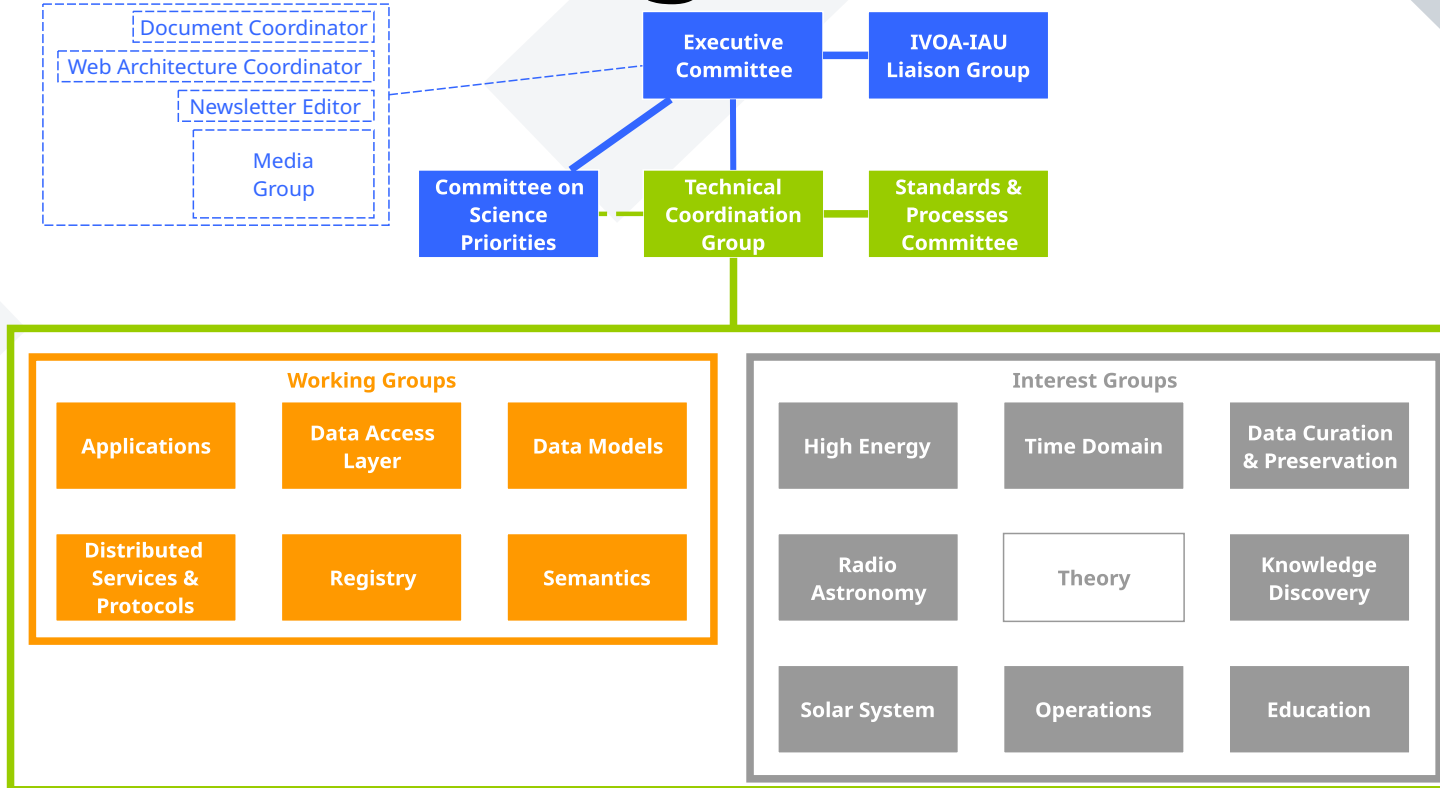 Document Coordinator
Web Architecture Coordinator
Newsletter Editor
Media
Group
Executive
Committee
IVOA-IAU
Liaison Group
Committee on
Science
Priorities
Technical
Coordination
Group
Standards &
Processes
Committee
Working Groups
Applications
Data Access
Layer
Data Models
Distributed
Services &
Protocols
Registry
Semantics
Interest Groups
High Energy
Time Domain
Data Curation
& Preservation
Radio
Astronomy
Theory
Knowledge
Discovery
Solar System
Operations
Education